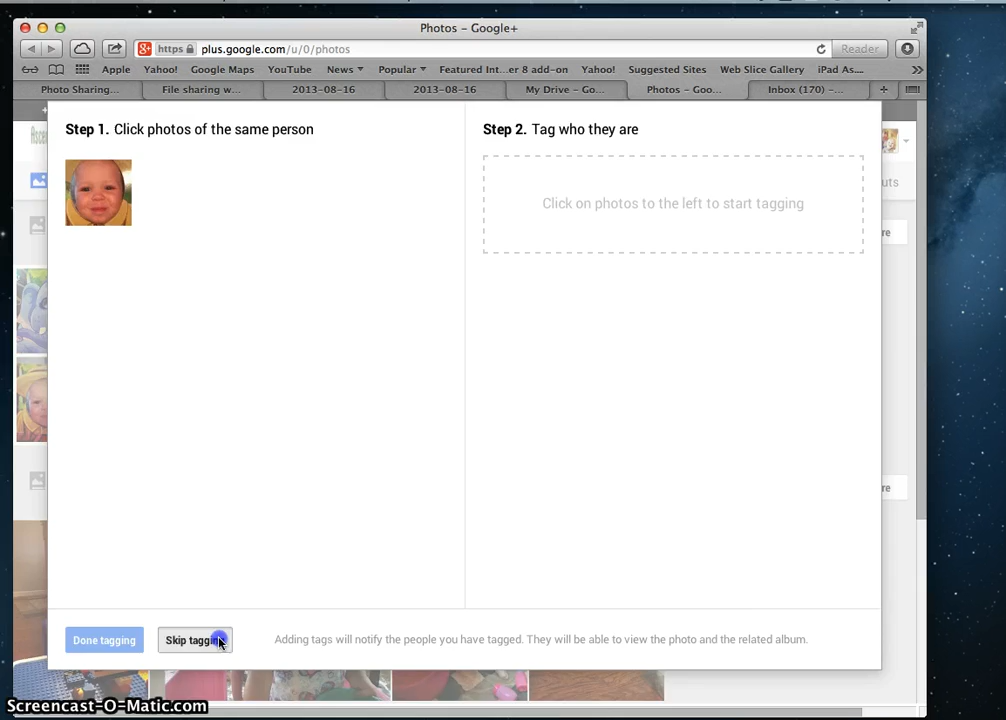 Photos – Google+
https plus.google.com/u/0/photos Reader
Apple Yahoo! Google Maps YouTube News Popular Featured Int...er 8 add-on Yahoo! Suggested Sites Web Slice Gallery iPad As....
Photo Sharing... File sharing w... 2013-08-16 2013-08-16 My Drive – Go... Photos – Goo... Inbox (170) –...
Step 1. Click photos of the same person
Step 2. Tag who they are
Click on photos to the left to start tagging
uts
re
re
Done tagging Skip tagging Adding tags will notify the people you have tagged. They will be able to view the photo and the related album.
Screencast-O-Matic.com